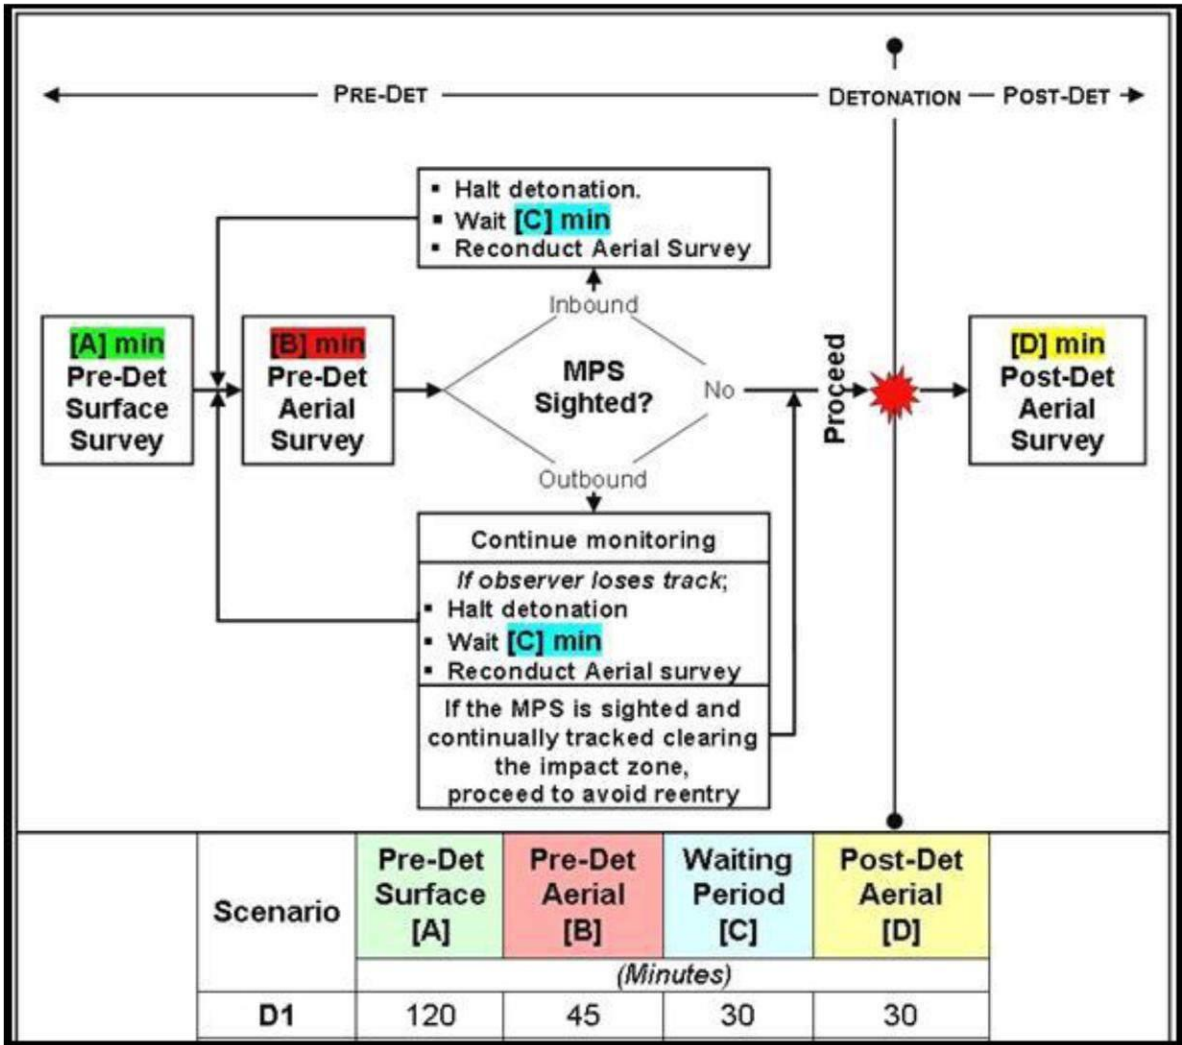 PRE-DET
DETONATION
POST-DET
▪ Halt detonation.
▪ Wait [C] min
▪ Reconduct Aerial Survey
Inbound
[A] min
Pre-Det
Surface
Survey
[B] min
Pre-Det
Aerial
Survey
MPS
Sighted?
No
Proceed
[D] min
Post-Det
Aerial
Survey
Outbound
Continue monitoring
If observer loses track;
▪ Halt detonation
▪ Wait [C] min
▪ Reconduct Aerial survey
If the MPS is sighted and
continually tracked clearing
the impact zone,
proceed to avoid reentry
Scenario
Pre-Det
Surface
[A]
Pre-Det
Aerial
[B]
Waiting
Period
[C]
Post-Det
Aerial
[D]
(Minutes)
D1 120 45 30 30